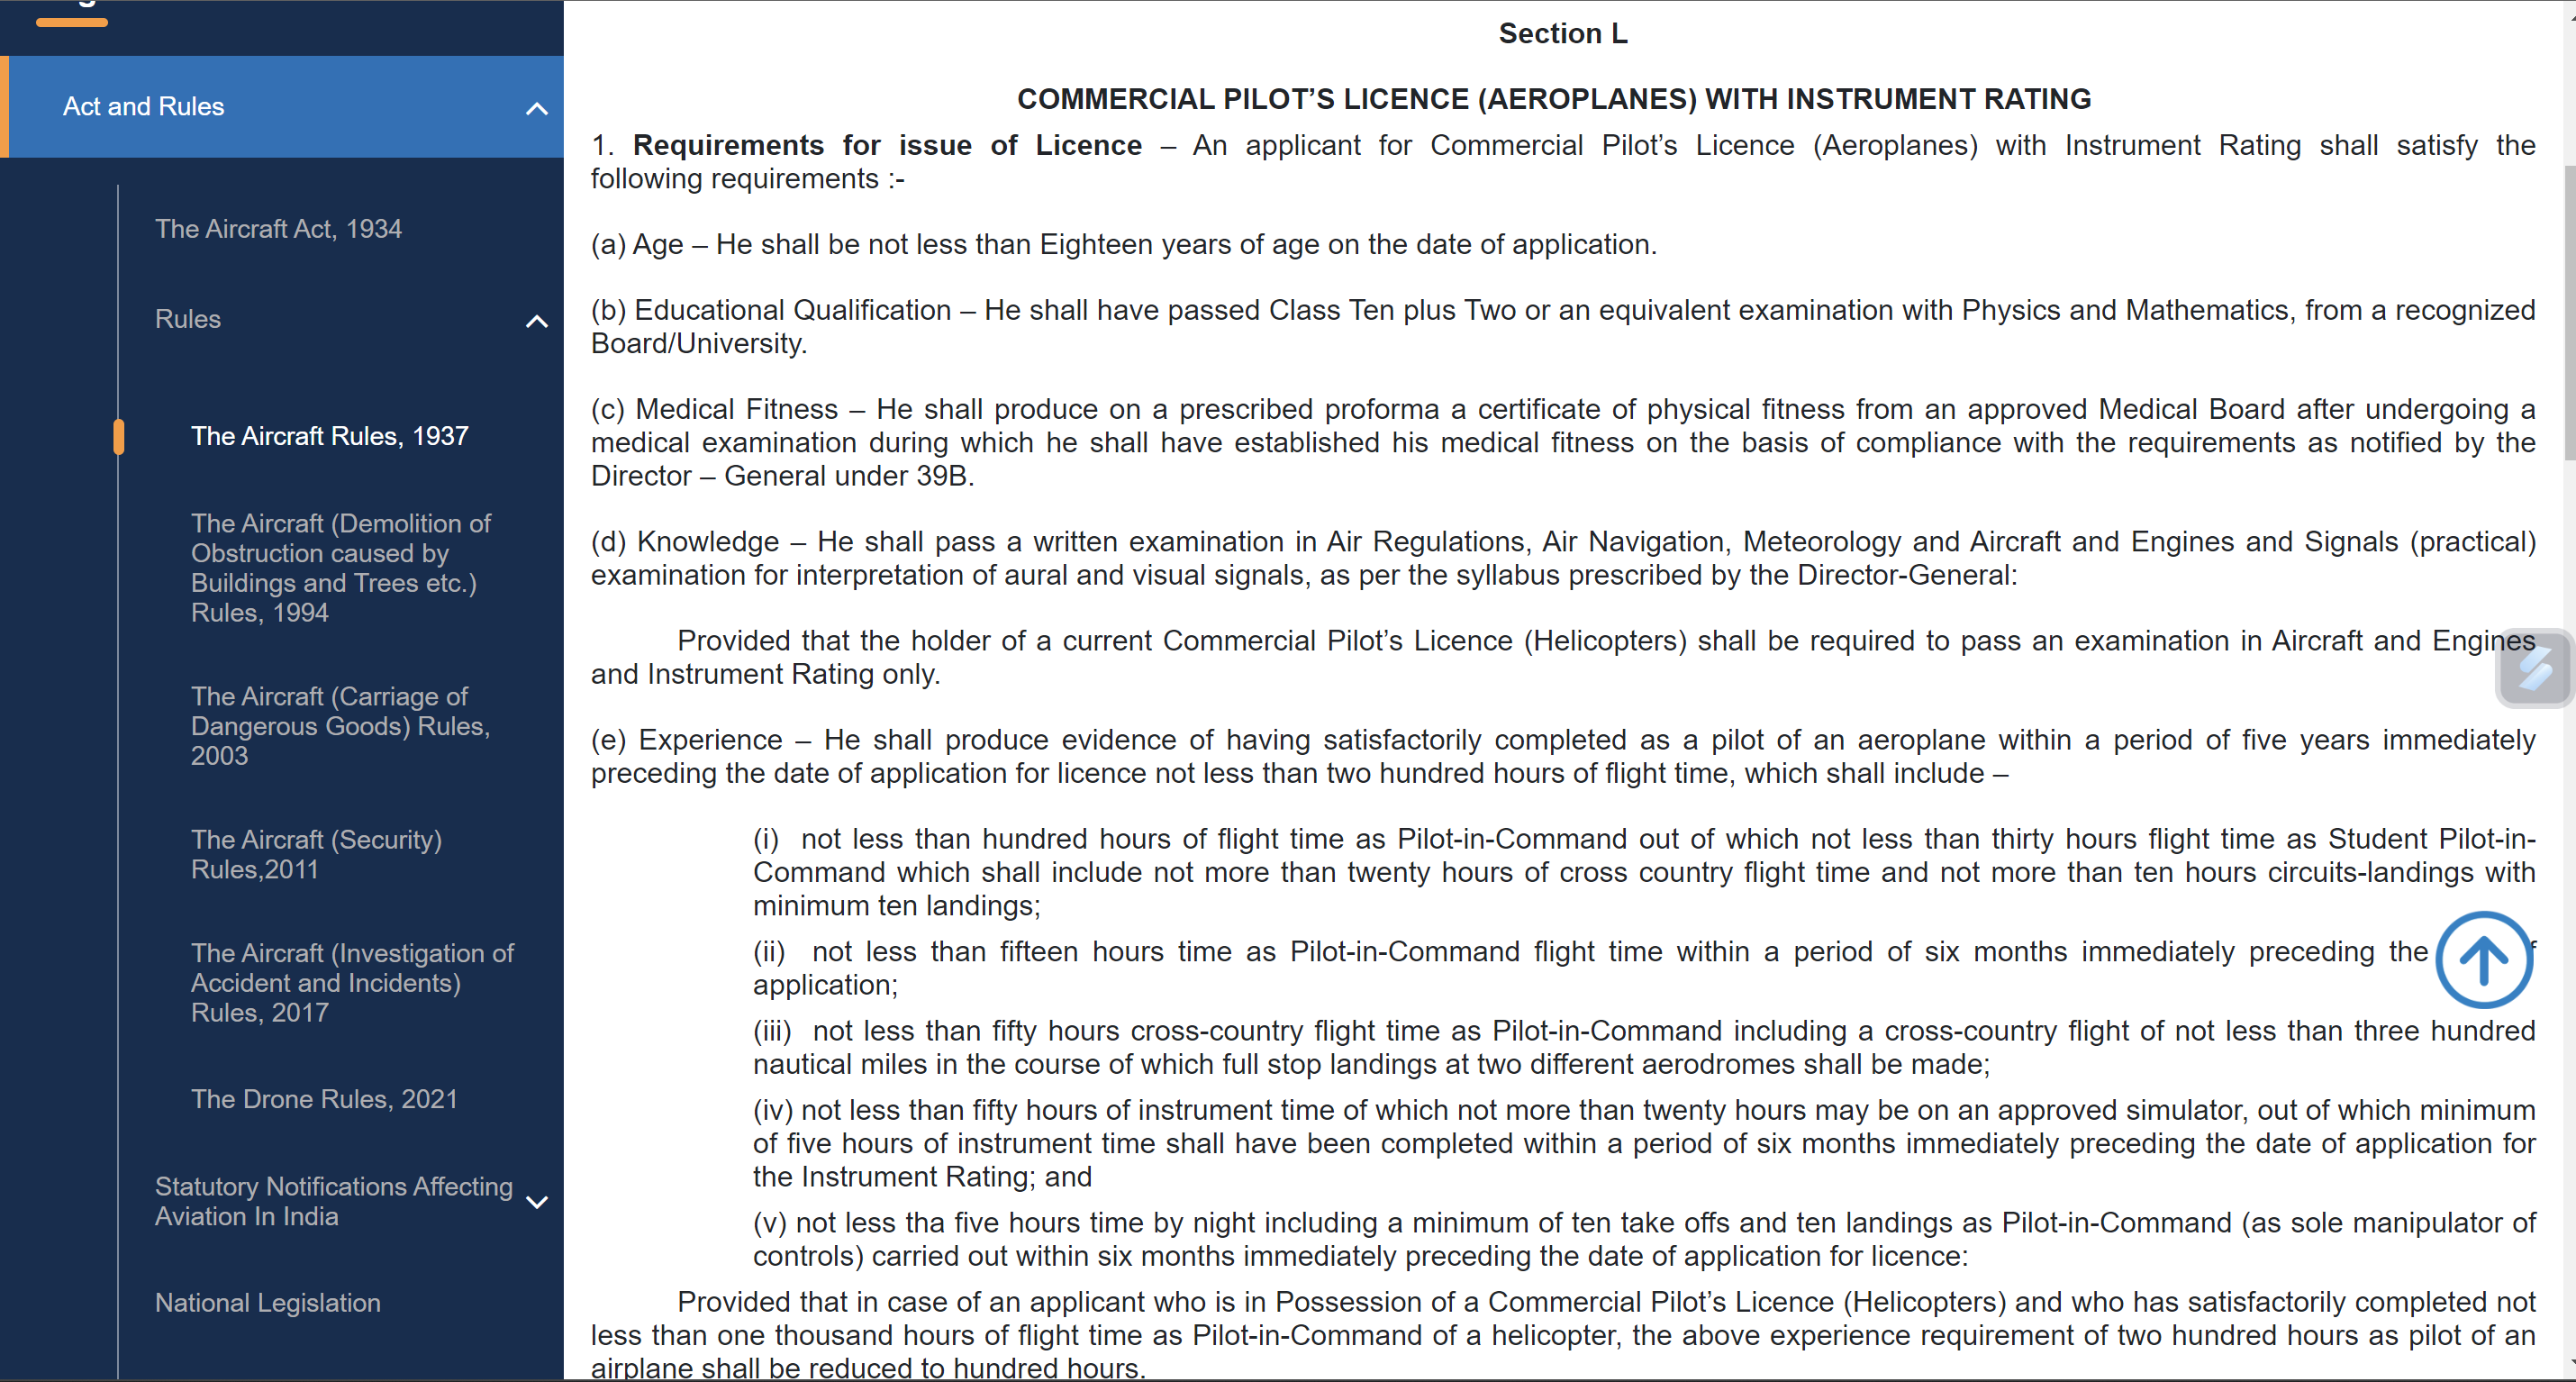 Act and Rules
The Aircraft Act, 1934
Rules
The Aircraft Rules, 1937
The Aircraft (Demolition of
Obstruction caused by
Buildings and Trees etc.)
Rules, 1994
The Aircraft (Carriage of
Dangerous Goods) Rules,
2003
The Aircraft (Security)
Rules,2011
The Aircraft (Investigation of
Accident and Incidents)
Rules, 2017
The Drone Rules, 2021
Statutory Notifications Affecting
Aviation In India
National Legislation
Section L
COMMERCIAL PILOT’S LICENCE (AEROPLANES) WITH INSTRUMENT RATING
1. Requirements for issue of Licence – An applicant for Commercial Pilot’s Licence (Aeroplanes) with Instrument Rating shall satisfy the
following requirements :-
(a) Age – He shall be not less than Eighteen years of age on the date of application.
(b) Educational Qualification – He shall have passed Class Ten plus Two or an equivalent examination with Physics and Mathematics, from a recognized
Board/University.
(c) Medical Fitness – He shall produce on a prescribed proforma a certificate of physical fitness from an approved Medical Board after undergoing a
medical examination during which he shall have established his medical fitness on the basis of compliance with the requirements as notified by the
Director – General under 39B.
(d) Knowledge – He shall pass a written examination in Air Regulations, Air Navigation, Meteorology and Aircraft and Engines and Signals (practical)
examination for interpretation of aural and visual signals, as per the syllabus prescribed by the Director-General:
Provided that the holder of a current Commercial Pilot’s Licence (Helicopters) shall be required to pass an examination in Aircraft and Engines
and Instrument Rating only.
(e) Experience – He shall produce evidence of having satisfactorily completed as a pilot of an aeroplane within a period of five years immediately
preceding the date of application for licence not less than two hundred hours of flight time, which shall include –
(i) not less than hundred hours of flight time as Pilot-in-Command out of which not less than thirty hours flight time as Student Pilot-in-
Command which shall include not more than twenty hours of cross country flight time and not more than ten hours circuits-landings with
minimum ten landings;
(ii) not less than fifteen hours time as Pilot-in-Command flight time within a period of six months immediately preceding the
application;
(iii) not less than fifty hours cross-country flight time as Pilot-in-Command including a cross-country flight of not less than three hundred
nautical miles in the course of which full stop landings at two different aerodromes shall be made;
(iv) not less than fifty hours of instrument time of which not more than twenty hours may be on an approved simulator, out of which minimum
of five hours of instrument time shall have been completed within a period of six months immediately preceding the date of application for
the Instrument Rating; and
(v) not less tha five hours time by night including a minimum of ten take offs and ten landings as Pilot-in-Command (as sole manipulator of
controls) carried out within six months immediately preceding the date of application for licence:
Provided that in case of an applicant who is in Possession of a Commercial Pilot’s Licence (Helicopters) and who has satisfactorily completed not
less than one thousand hours of flight time as Pilot-in-Command of a helicopter, the above experience requirement of two hundred hours as pilot of an
airplane shall be reduced to hundred hours.